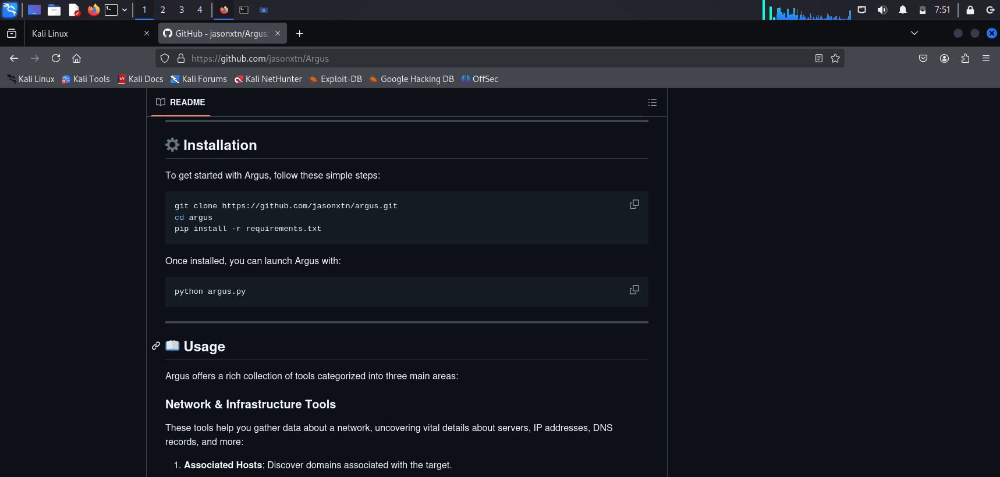 1 2 3 4 7:51
Kali Linux
GitHub - jasonxtn/Argus:
https://github.com/jasonxtn/Argus
Kali Linux Kali Tools Kali Docs Kali Forums Kali NetHunter Exploit-DB Google Hacking DB OffSec
README
Installation
To get started with Argus, follow these simple steps:
git clone https://github.com/jasonxtn/argus.git
cd argus
pip install -r requirements.txt
Once installed, you can launch Argus with:
python argus.py
Usage
Argus offers a rich collection of tools categorized into three main areas:
Network & Infrastructure Tools
These tools help you gather data about a network, uncovering vital details about servers, IP addresses, DNS
records, and more:
1. Associated Hosts: Discover domains associated with the target.